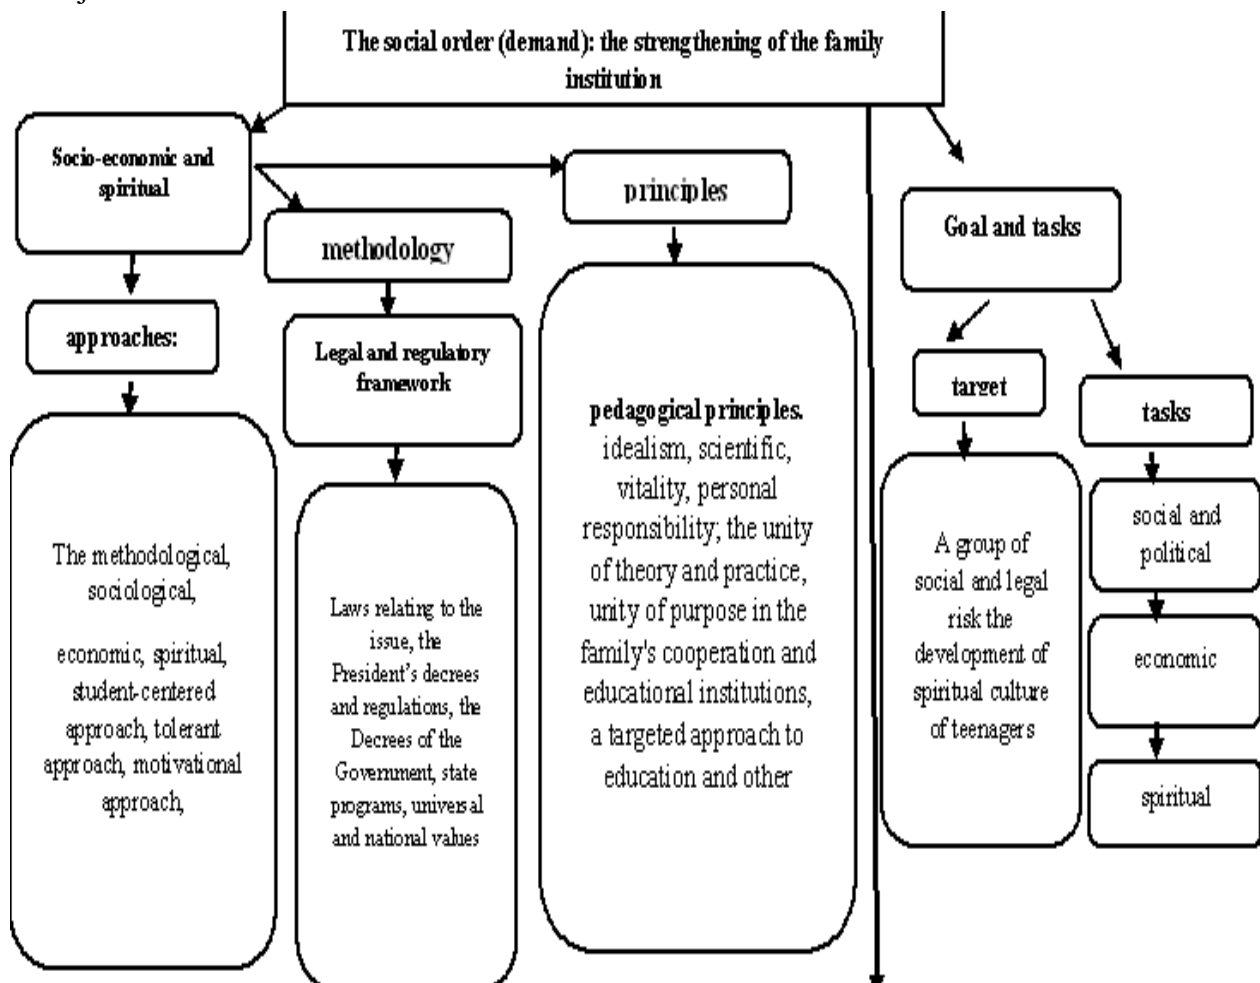 The social order (demand): the strengthening of the family
institution
Socio-economic and
spiritual
principles
methodology
Goal and tasks
approaches:
Legal and regulatory
framework
target
tasks
The methodological,
sociological,
economic, spiritual,
student-centered
approach, tolerant
approach, motivational
approach,
Laws relating to the
issue, the
President's decrees
and regulations, the
Decrees of the
Government, state
programs, universal
and national values
pedagogical principles.
idealism, scientific,
vitality, personal
responsibility; the unity
of theory and practice,
unity of purpose in the
family's cooperation and
educational institutions,
a targeted approach to
education and other
A group of
social and legal
risk the
development of
spiritual culture
of teenagers
social and
political
economic
spiritual